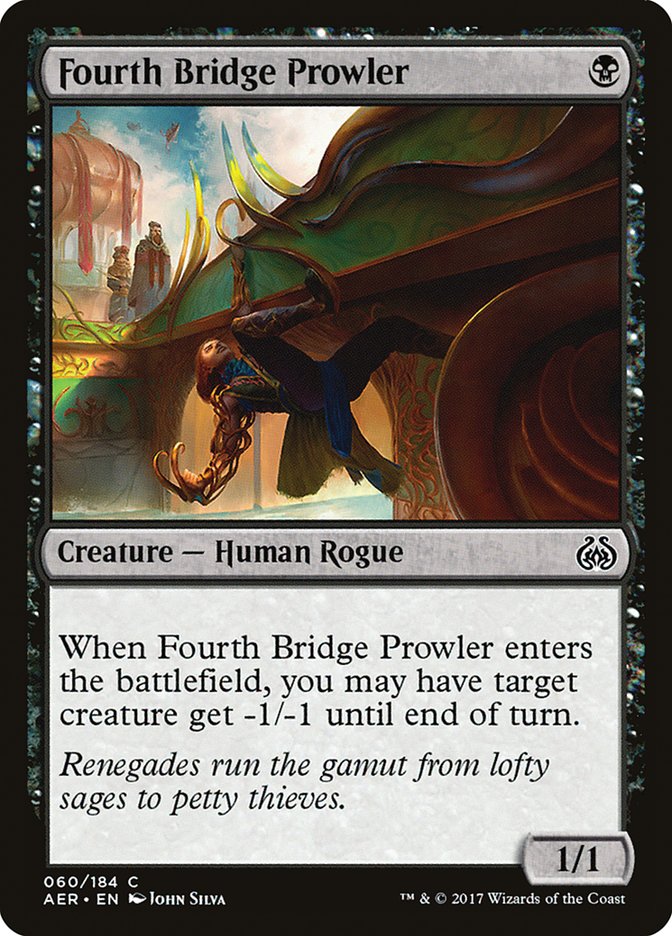 Fourth Bridge Prowler
Creature — Human Rogue
When Fourth Bridge Prowler enters
the battlefield, you may have target
creature get -1/-1 until end of turn.
Renegades run the gamut from lofty
sages to petty thieves.
1/1
060/184 C
AER • EN John Silva
™ & © 2017 Wizards of the Coast